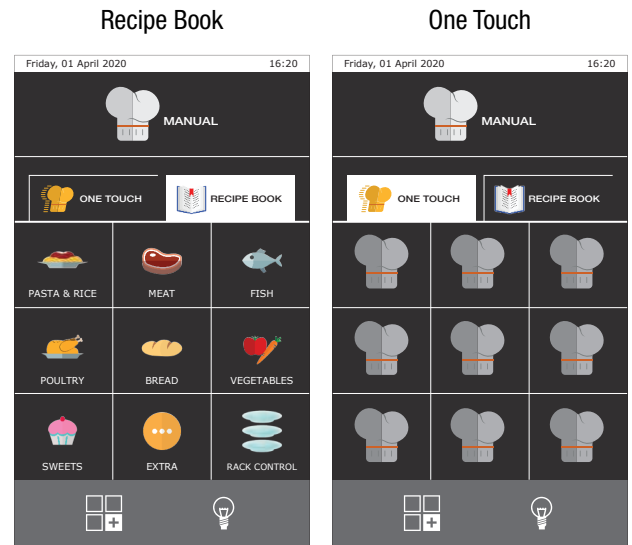 Recipe Book
Friday, 01 April 2020 16:20
MANUAL
ONE TOUCH RECIPE BOOK
PASTA & RICE MEAT FISH
POULTRY BREAD VEGETABLES
SWEETS EXTRA RACK CONTROL
One Touch
Friday, 01 April 2020 16:20
MANUAL
ONE TOUCH RECIPE BOOK